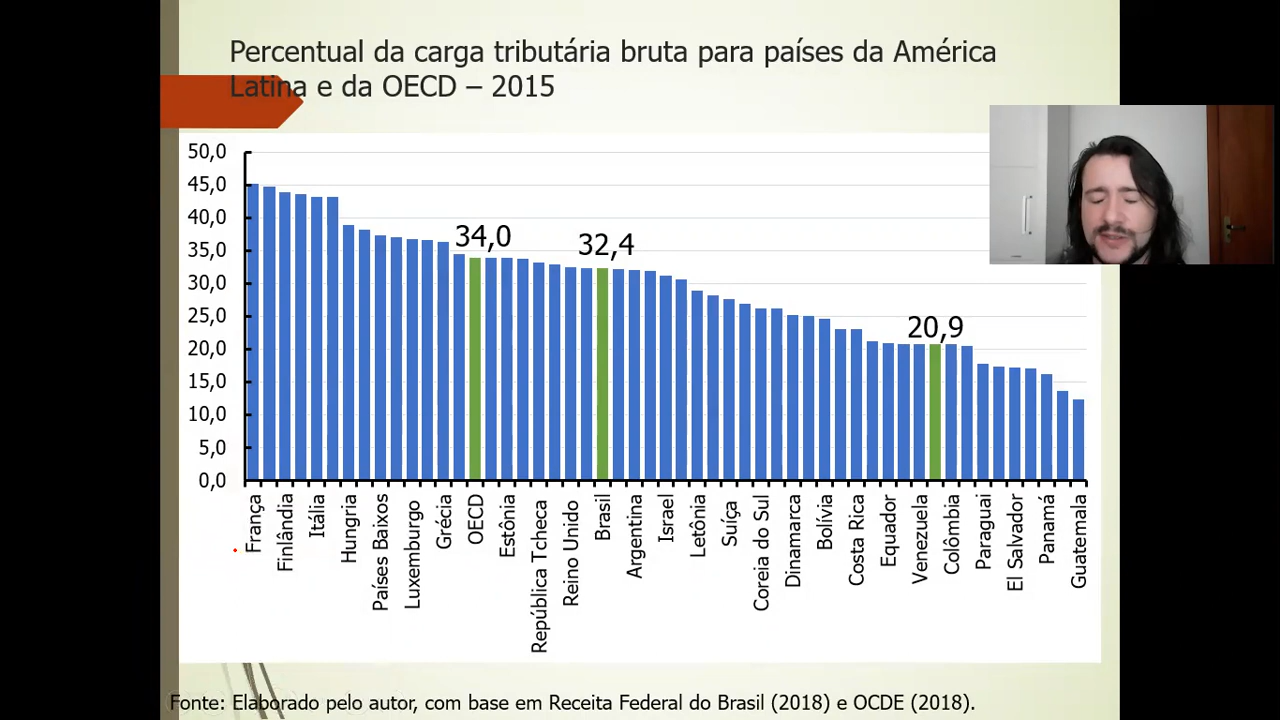 Percentual da carga tributária bruta para países da América
Latina e da OECD – 2015
50,0
45,0
40,0
35,0
30,0
25,0
20,0
15,0
10,0
5,0
0,0
34,0
32,4
20,9
França
Finlândia
Itália
Hungria
Países Baixos
Luxemburgo
Grécia
OECD
Estônia
República Tcheca
Reino Unido
Brasil
Argentina
Israel
Letônia
Suíça
Coreia do Sul
Dinamarca
Bolívia
Costa Rica
Equador
Venezuela
Colômbia
Paraguai
El Salvador
Panamá
Guatemala
Fonte: Elaborado pelo autor, com base em Receita Federal do Brasil (2018) e OCDE (2018).